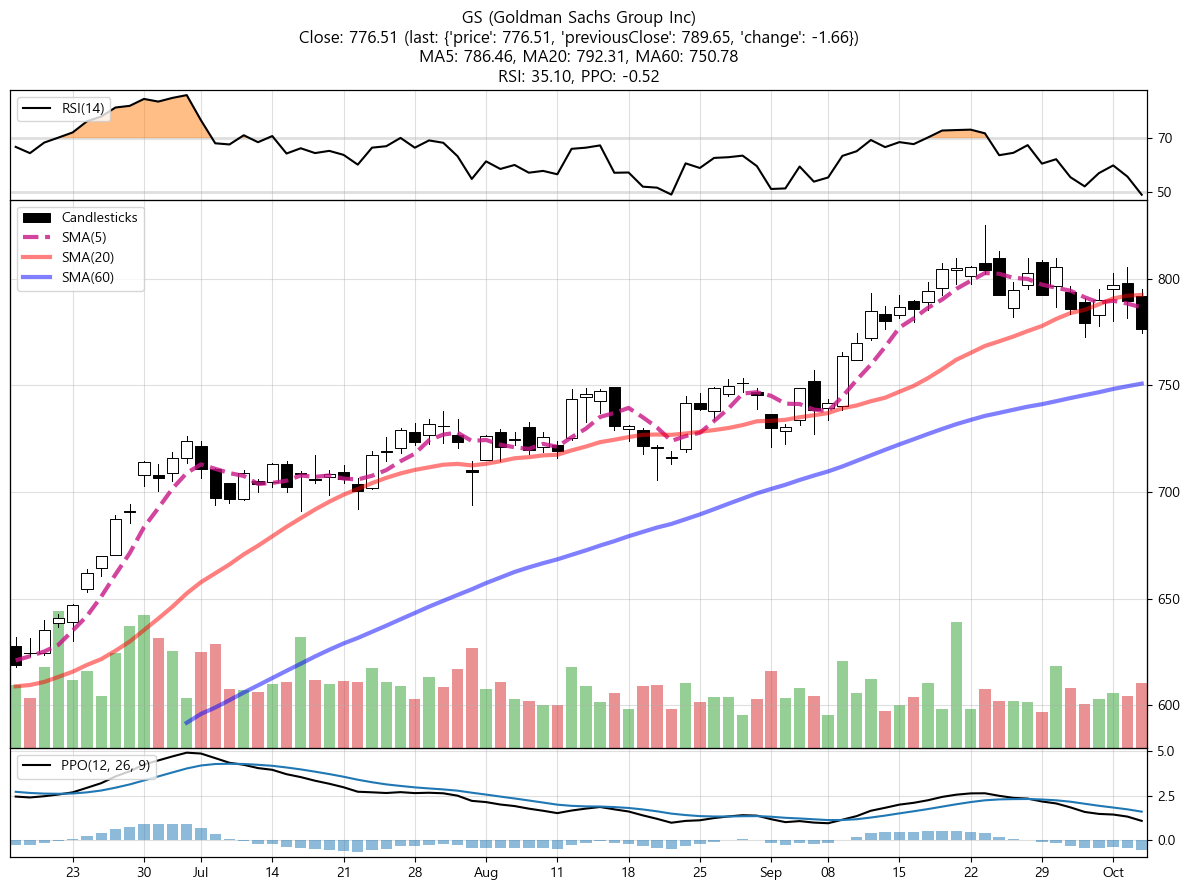 GS (Goldman Sachs Group Inc)
Close: 776.51 (last: {'price': 776.51, 'previousClose': 789.65, 'change': -1.66})
MA5: 786.46, MA20: 792.31, MA60: 750.78
RSI: 35.10, PPO: -0.52
RSI(14)
70
50
Candlesticks
SMA(5)
SMA(20)
SMA(60)
800
750
700
650
600
PPO(12, 26, 9)
5.0
2.5
0.0
23 30 Jul 14 21 28 Aug 11 18 25 Sep 08 15 22 29 Oct